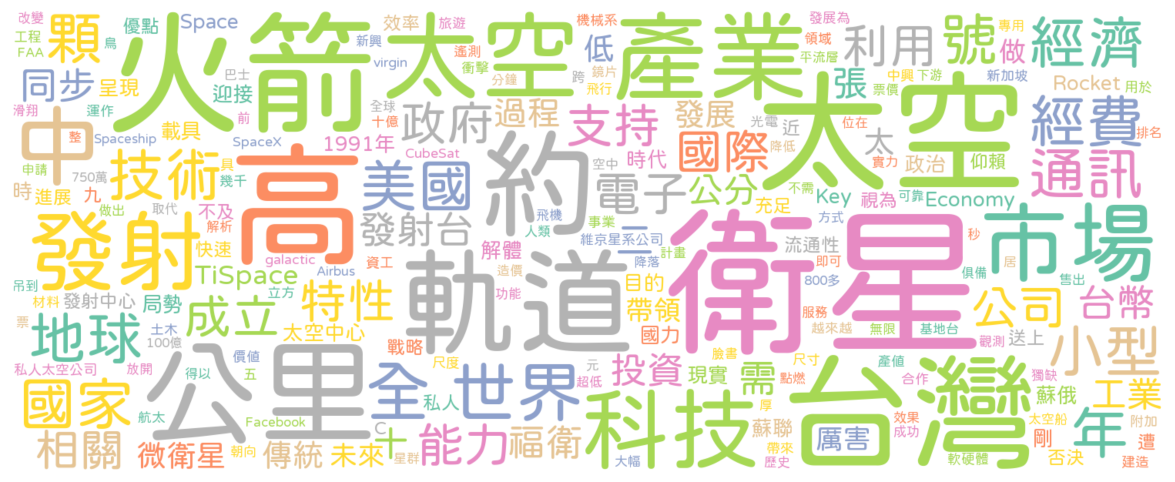 改變
優點
Space
效率
旅遊
機械系
發展為
專用
工程
顆
火箭
太空
產業
低
領域
利用
號
做
經濟
FAA
鳥
新興
遙測
衝擊
平流層
virgin
同步
呈現
巴士
迎接
分鐘
跨
鏡片
飛行
張
中興
下游
新加坡
Rocket
用於
票價
滑翔
運作
載具
前
全球
十億
政府
過程
支持
發展
光電
近
位在
太空
經費
排名
中
整
Spaceship
SpaceX
1991年
CubeSat
時代
國際
降低
太
實力
政治
仰賴
通訊
申請
750萬
技術
具
高
美國
約
空中
電子
公分
不需
Key
視為
可靠
Economy
時
進展
九
幾千
做出
取代
不及
解析
發射台
飛機
人類
事業
充足
方式
市場
發射
快速
解體
二
維京星系公司
計畫
流通性
秒
galactic
資工
Airbus
造價
軌道
降落
即可
衛星
俱備
居
售出
吊到
材料
發射中心
局勢
TiSpace
立方
特性
功能
目的
800多
公司
台幣
地球
成立
帶領
服務
越來越
無限
基地台
土木
100億
太空中心
戰略
國力
觀測
送上
小型
票
價值
公里
尺度
元
投資
臉書
尺寸
產值
私人太空公司
放開
得以
五
全
世界
超低
現實
需
點燃
台灣
合作
獨缺
蘇俄
工業
國家
航太
Facebook
私人
C
科技
厚
蘇聯
效果
成功
太空船
附加
剛
年
遭
相關
微衛星
朝向
傳統
未來
星群
十
能力
福衛
大幅
帶來
歷史
厲害
軟硬體
否決
建造